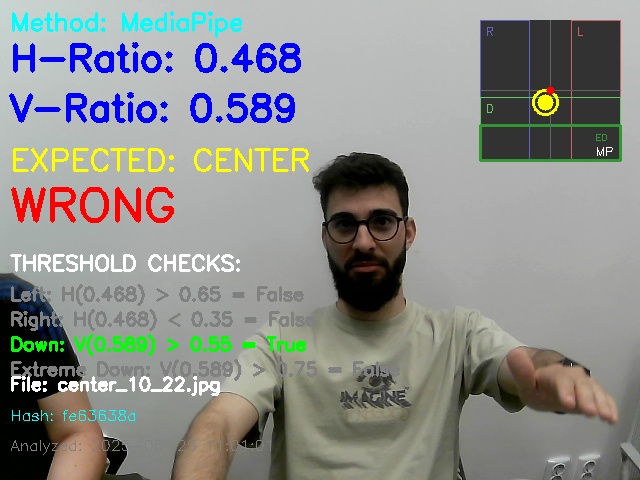 Method: MediaPipe
H-Ratio: 0.468
V-Ratio: 0.589
EXPECTED: CENTER
WRONG
THRESHOLD CHECKS:
Left: H(0.468) > 0.65 = False
Right: H(0.468) < 0.35 = False
Down: V(0.589) > 0.55 = True
Extreme Down: V(0.589) > 0.75 = False
File: center_10_22.jpg
Hash: fe63638a
Analyzed:
R
L
D
ED
MP
IMAGINE